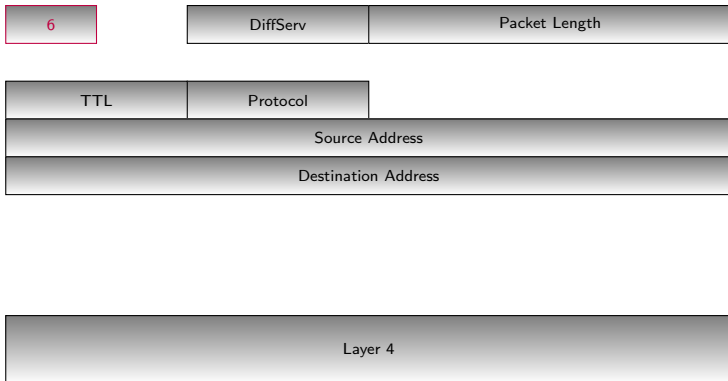 6 DiffServ Packet Length
TTL Protocol
Source Address
Destination Address
Layer 4